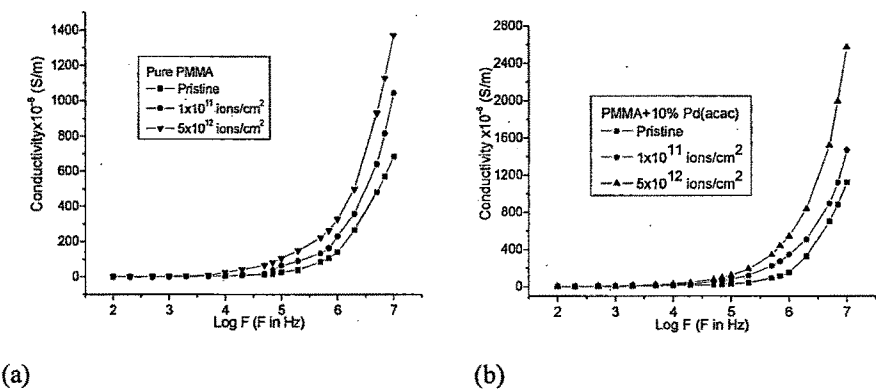 1400
1200
1000
800
600
400
200
0
Conductivity×10⁻⁶ (S/m)
Pure PMMA
Pristine
1x10¹¹ ions/cm²
5x10¹² ions/cm²
2 3 4 5 6 7
Log F (F in Hz)
(a)
2800
2400
2000
1600
1200
800
400
0
Conductivity ×10⁻⁶ (S/m)
PMMA+10% Pd(acac)
Pristine
1x10¹¹ ions/cm²
5x10¹² ions/cm²
2 3 4 5 6 7
Log F (F in Hz)
(b)